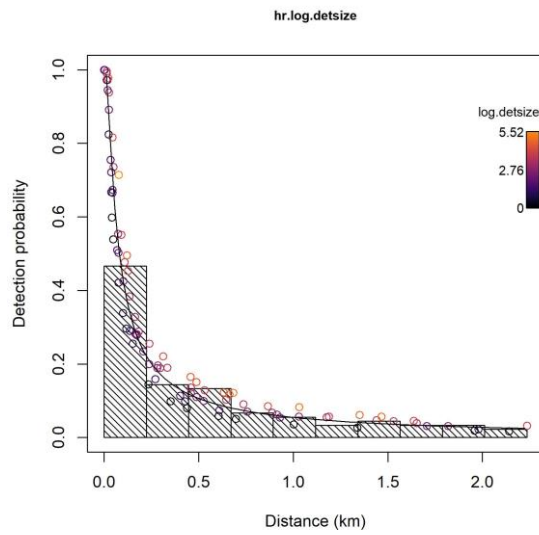 hr.log.detsize
log.detsize
5.52
2.76
0
1.0
0.8
0.6
0.4
0.2
0.0
Detection probability
0.0 0.5 1.0 1.5 2.0
Distance (km)